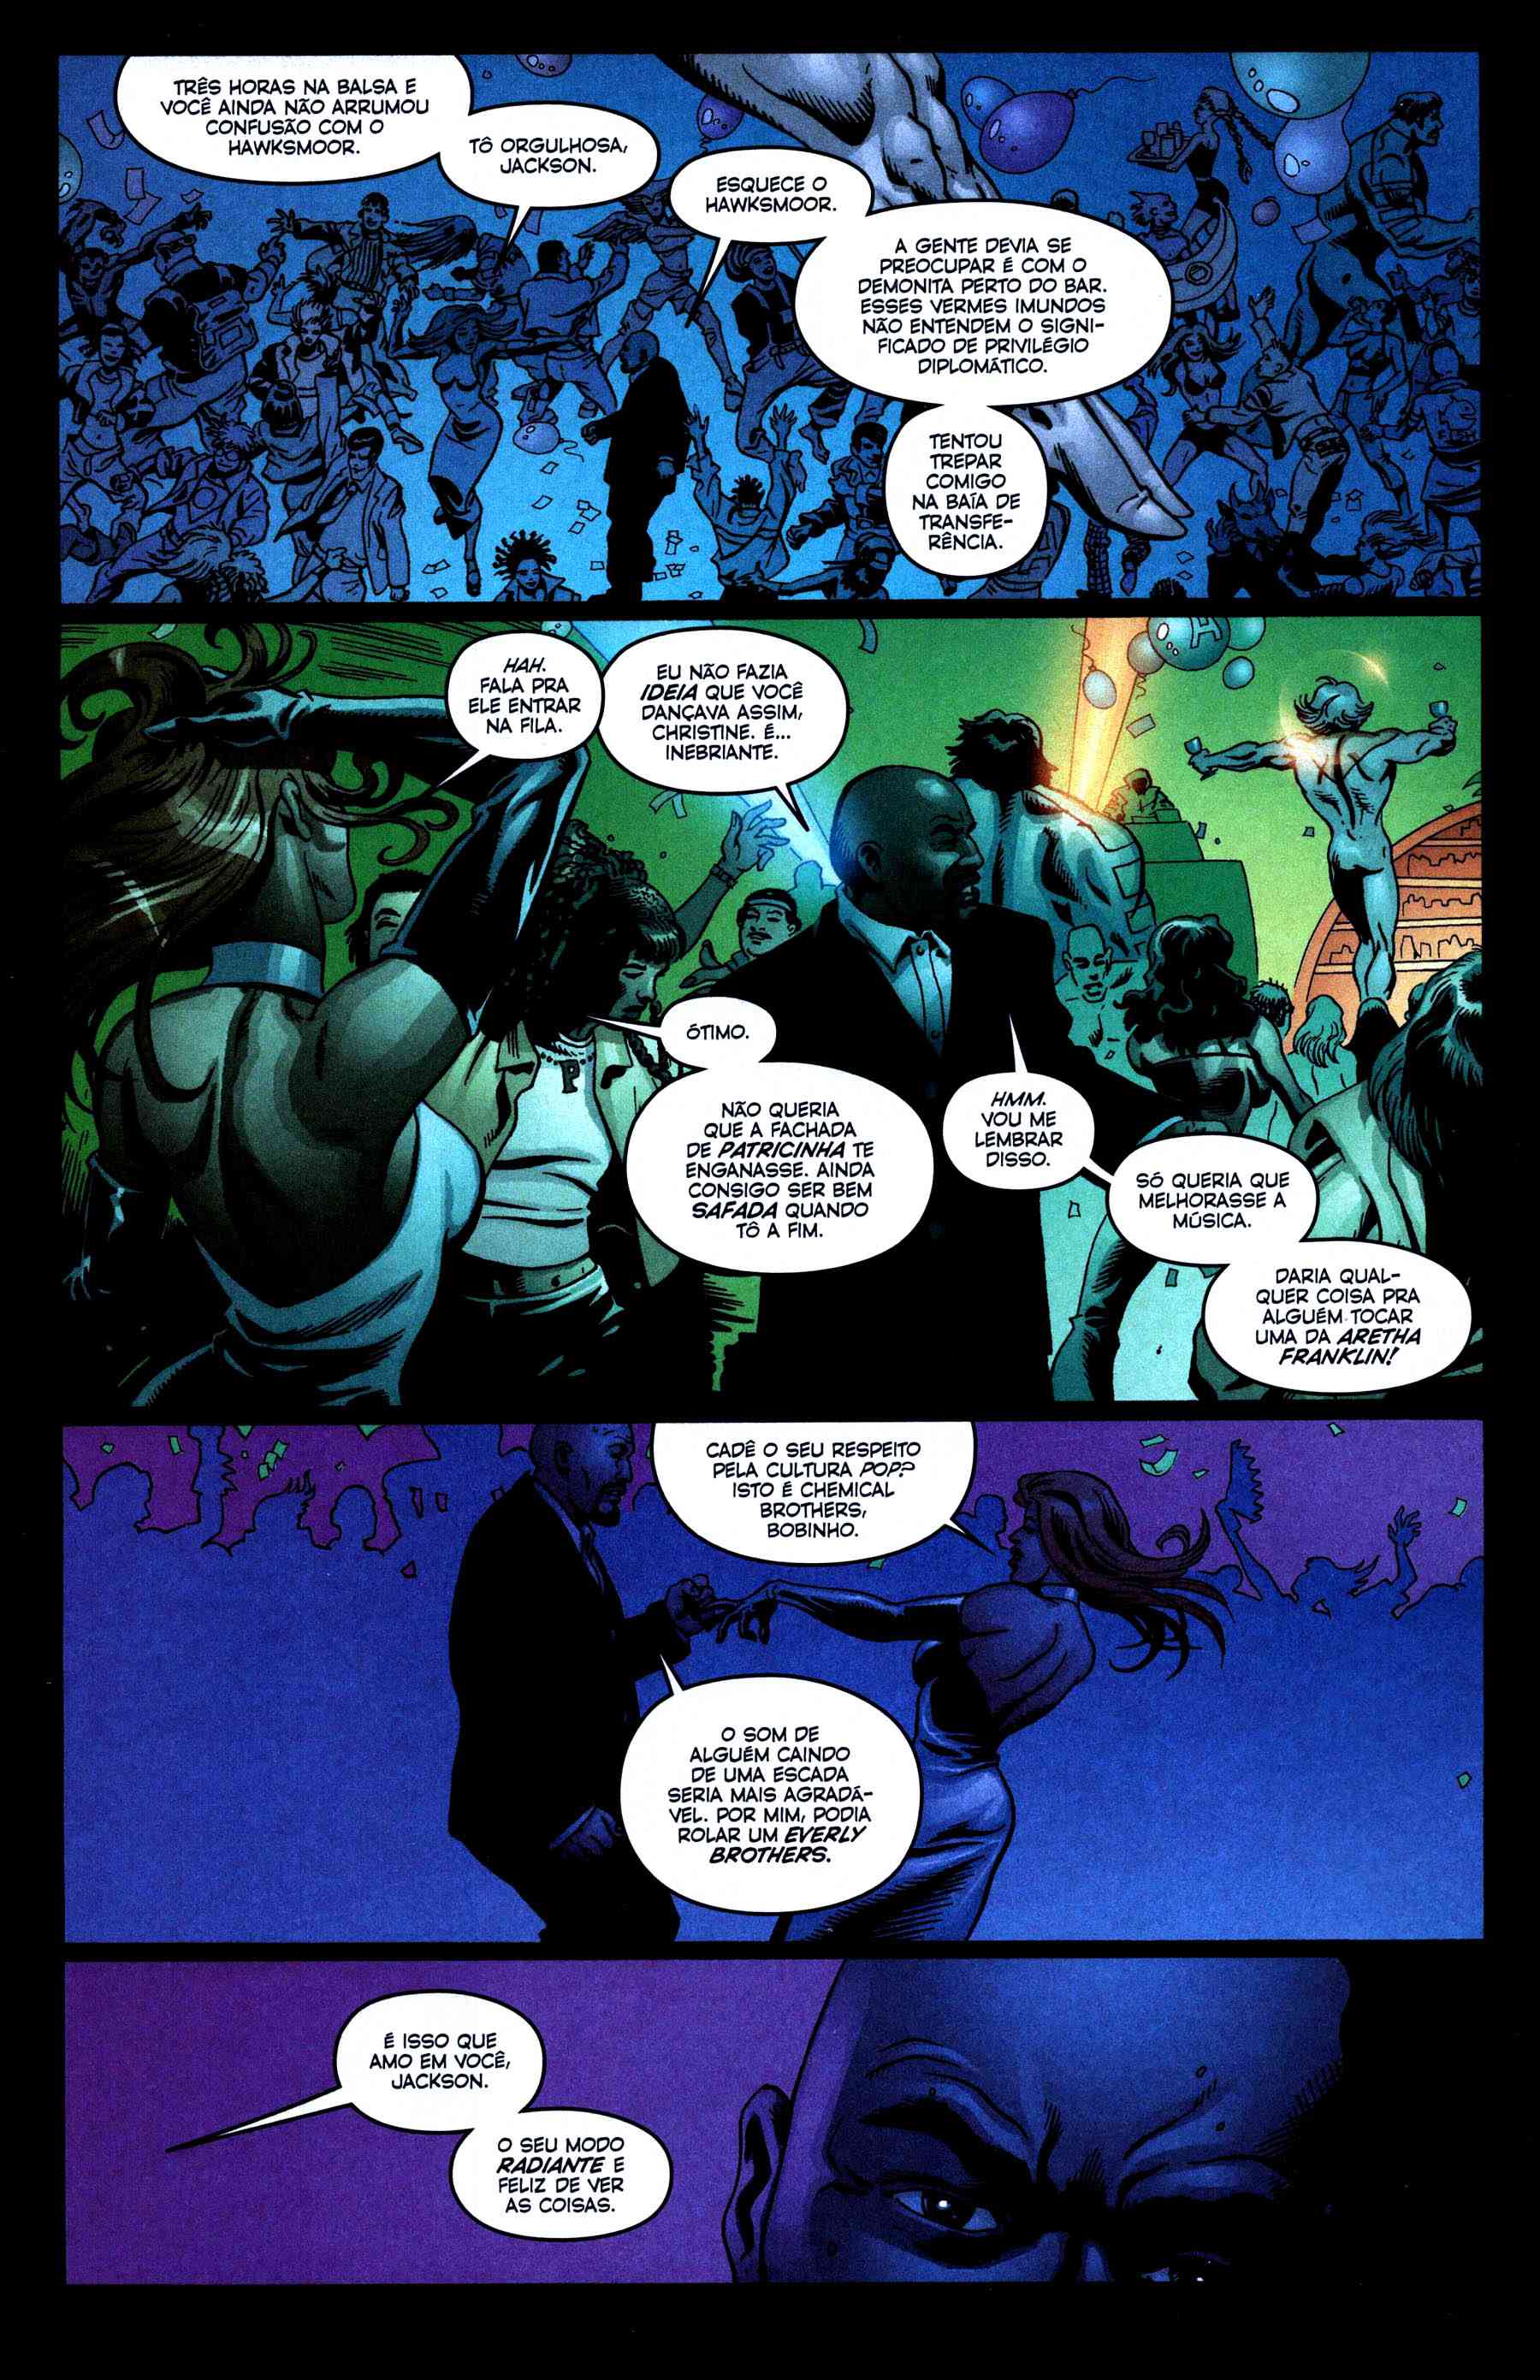 TRÊS HORAS NA BALSA E
VOCÊ AINDA NÃO ARRUMOU
CONFUSÃO COM O
HAWKSMOOR.
TÔ ORGULHOSA,
JACKSON.
ESQUECE O
HAWKSMOOR.
A GENTE DEVIA SE
PREOCUPAR É COM O
DEMONITA PERTO DO BAR.
ESSES VERMES IMUNDOS
NÃO ENTENDEM O SIGNI-
FICADO DE PRIVILÉGIO
DIPLOMÁTICO.
TENTOU
TREPAR
COMIGO
NA BAÍA DE
TRANSFE-
RÊNCIA.
HAH.
FALA PRA
ELE ENTRAR
NA FILA.
EU NÃO FAZIA
IDEIA QUE VOCÊ
DANÇAVA ASSIM,
CHRISTINE. É...
INEBRIANTE.
A
P
ÓTIMO.
NÃO QUERIA
QUE A FACHADA
DE PATRICINHA TE
ENGANASSE. AINDA
CONSIGO SER BEM
SAFADA QUANDO
TÔ A FIM.
HMM.
VOU ME
LEMBRAR
DISSO.
SÓ QUERIA QUE
MELHORASSE A
MÚSICA.
DARIA QUAL-
QUER COISA PRA
ALGUÉM TOCAR
UMA DA ARETHA
FRANKLIN!
CADÊ O SEU RESPEITO
PELA CULTURA POP?
ISTO É CHEMICAL
BROTHERS,
BOBINHO.
O SOM DE
ALGUÉM CAINDO
DE UMA ESCADA
SERIA MAIS AGRADÁ-
VEL. POR MIM, PODIA
ROLAR UM EVERLY
BROTHERS.
É ISSO QUE
AMO EM VOCÊ,
JACKSON.
O SEU MODO
RADIANTE E
FELIZ DE VER
AS COISAS.